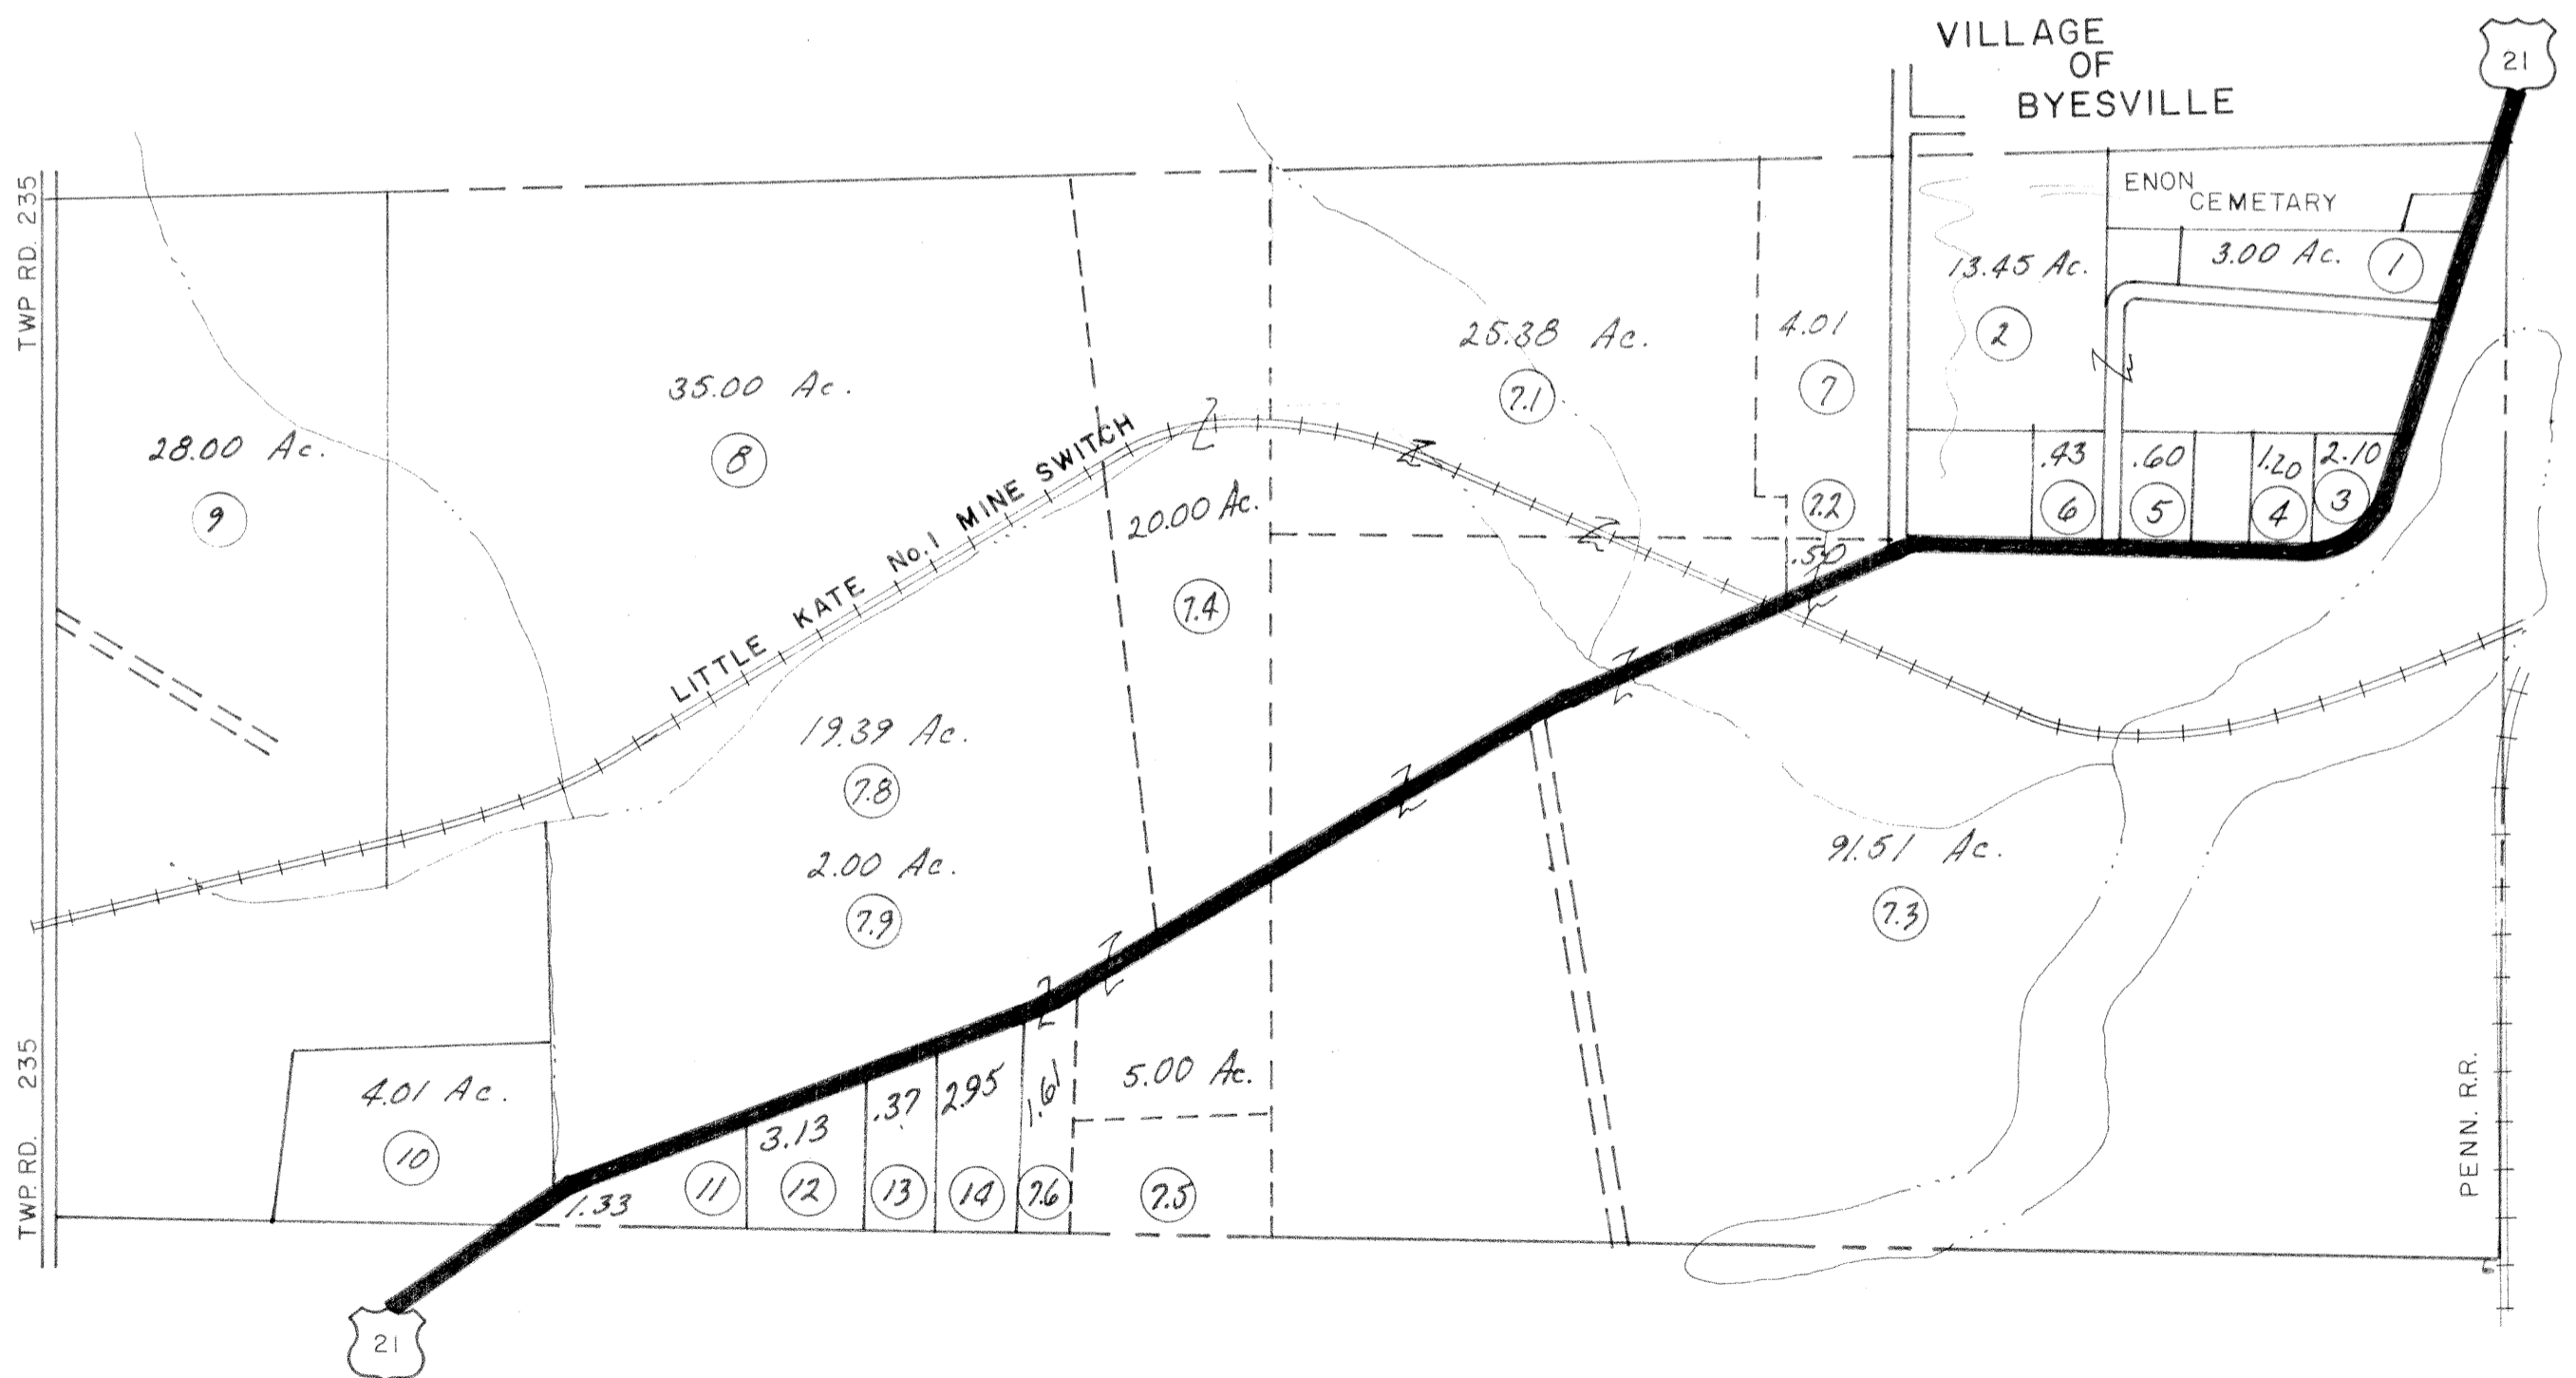 VILLAGE
OF
BYESVILLE
21
TWP RD. 235
ENON
CEMETARY
3.00 Ac. 1
13.45 Ac.
2
25.38 Ac.
7.1
4.01
7
35.00 Ac.
8
28.00 Ac.
9
LITTLE KATE No.1 MINE SWITCH
20.00 Ac.
7.4
7.2
.50
.43
6
.60
5
1.20
4
2.10
3
19.39 Ac.
7.8
2.00 Ac.
7.9
91.51 Ac.
7.3
TWP. RD. 235
4.01 Ac.
10
1.33
11
3.13
12
.37
13
2.95
14
1.61
7.6
5.00 Ac.
7.5
PENN. R.R.
21